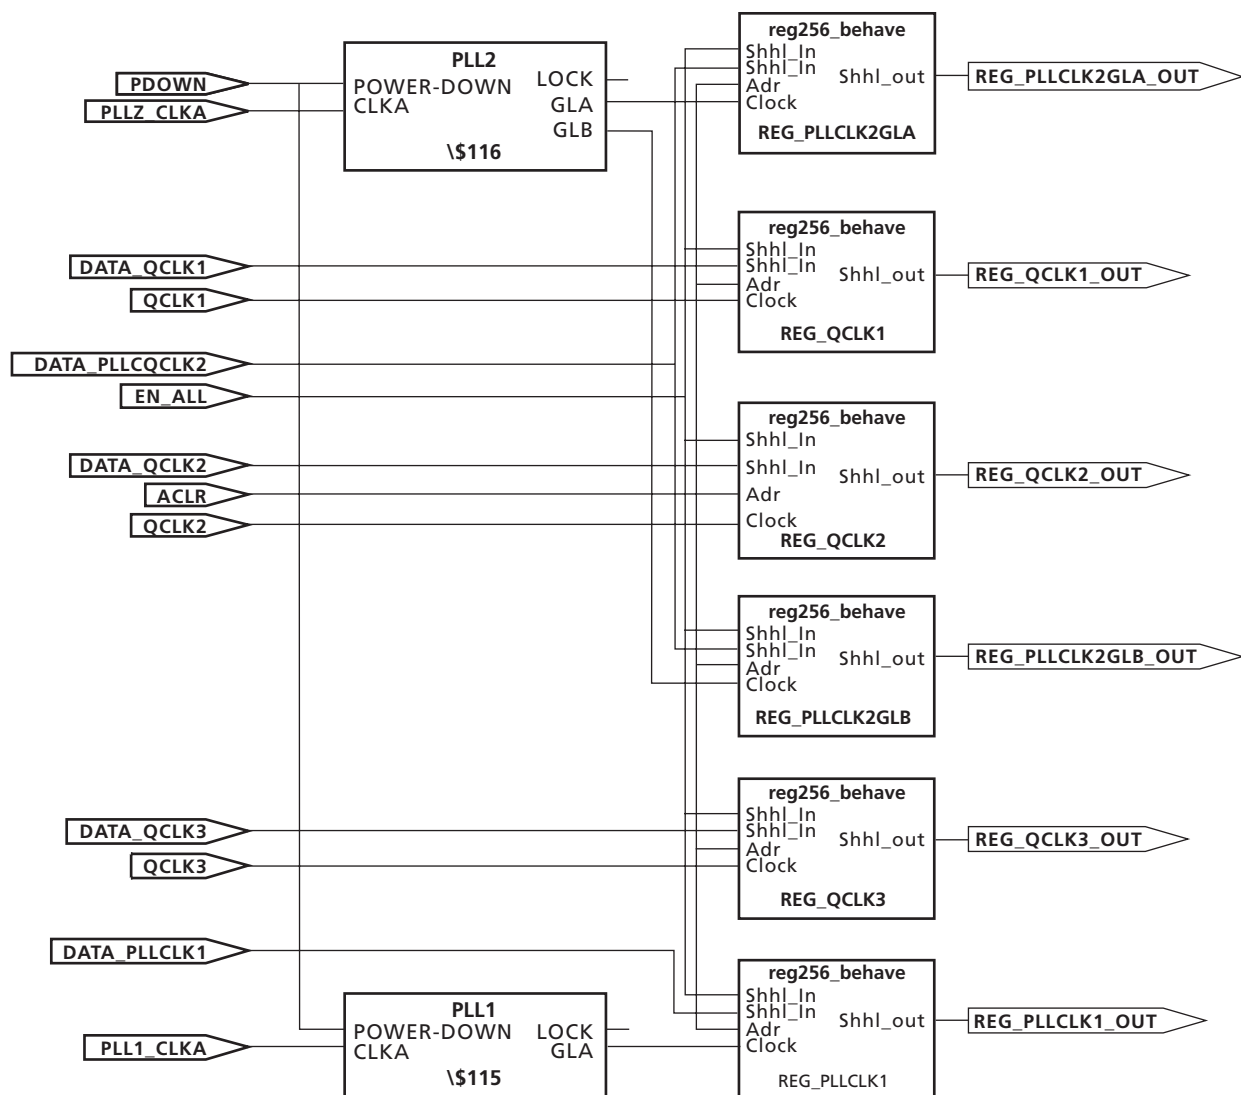 PDOWN
PLLZ_CLKA
PLL2
POWER-DOWN
CLKA
LOCK
GLA
GLB
\$116
reg256_behave
Shhl_In
Shhl_In
Adr
Clock
Shhl_out
REG_PLLCLK2GLA
REG_PLLCLK2GLA_OUT
DATA_QCLK1
QCLK1
reg256_behave
Shhl_In
Shhl_In
Adr
Clock
Shhl_out
REG_QCLK1
REG_QCLK1_OUT
DATA_PLLCQCLK2
EN_ALL
DATA_QCLK2
ACLR
QCLK2
reg256_behave
Shhl_In
Shhl_In
Adr
Clock
Shhl_out
REG_QCLK2
REG_QCLK2_OUT
reg256_behave
Shhl_In
Shhl_In
Adr
Clock
Shhl_out
REG_PLLCLK2GLB
REG_PLLCLK2GLB_OUT
DATA_QCLK3
QCLK3
reg256_behave
Shhl_In
Shhl_In
Adr
Clock
Shhl_out
REG_QCLK3
REG_QCLK3_OUT
DATA_PLLCLK1
PLL1_CLKA
PLL1
POWER-DOWN
CLKA
LOCK
GLA
\$115
reg256_behave
Shhl_In
Shhl_In
Adr
Clock
Shhl_out
REG_PLLCLK1
REG_PLLCLK1_OUT